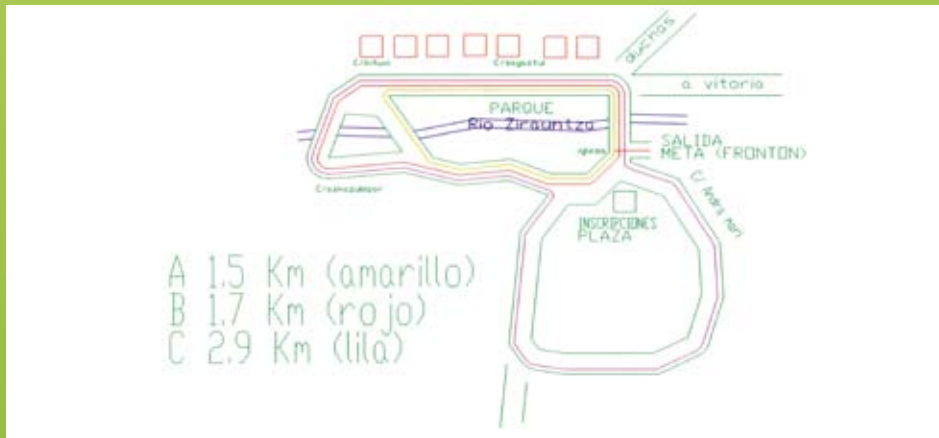 duchas
a vitoria
PARQUE
Rio Zirauntza
SALIDA
META (FRONTON)
INSCRIPCIONES
PLAZA
A 1.5 Km (amarillo)
B 1.7 Km (rojo)
C 2.9 Km (lila)